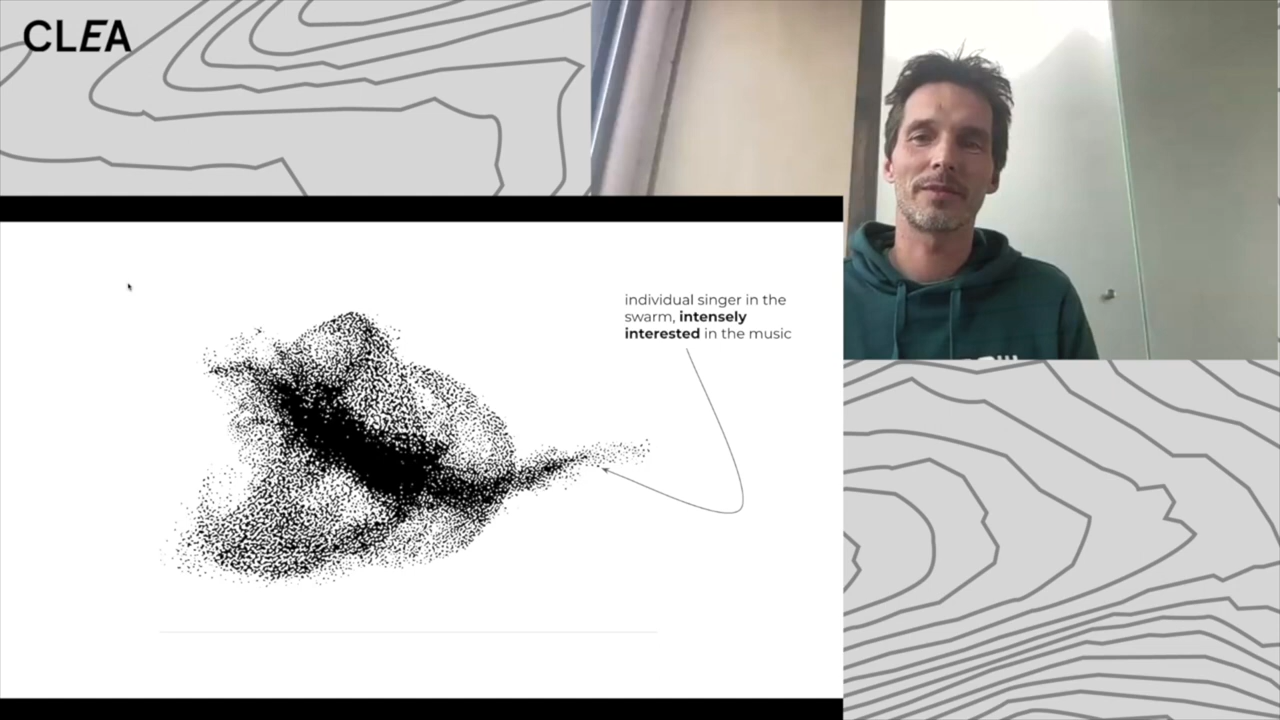 CLEA
individual singer in the
swarm, intensely
interested in the music